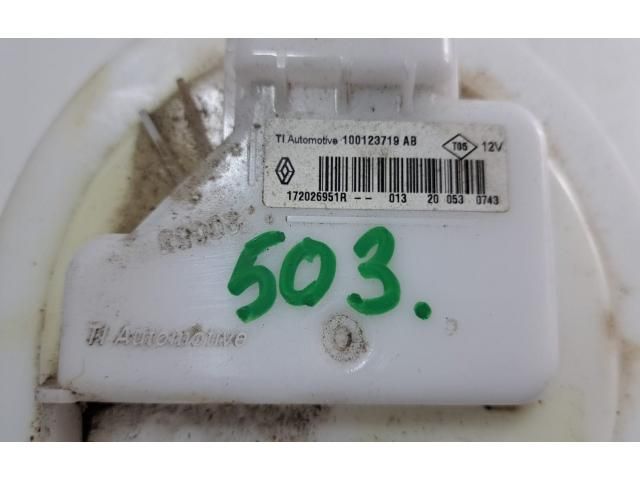 TI Automotive 100123719 AB T05 12V
172026951R -- 013 20 053 0743
503.
TI Automotive